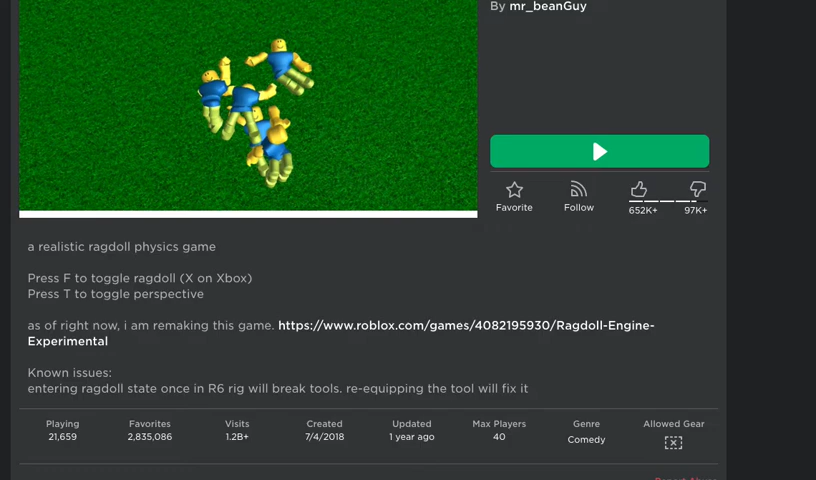 By mr_beanGuy
Favorite
Follow
652K+
97K+
a realistic ragdoll physics game
Press F to toggle ragdoll (X on Xbox)
Press T to toggle perspective
as of right now, i am remaking this game. https://www.roblox.com/games/4082195930/Ragdoll-Engine-
Experimental
Known issues:
entering ragdoll state once in R6 rig will break tools. re-equipping the tool will fix it
Playing Favorites Visits Created Updated Max Players Genre Allowed Gear
21,659 2,835,086 1.2B+ 7/4/2018 1 year ago 40 Comedy
Report Abuse